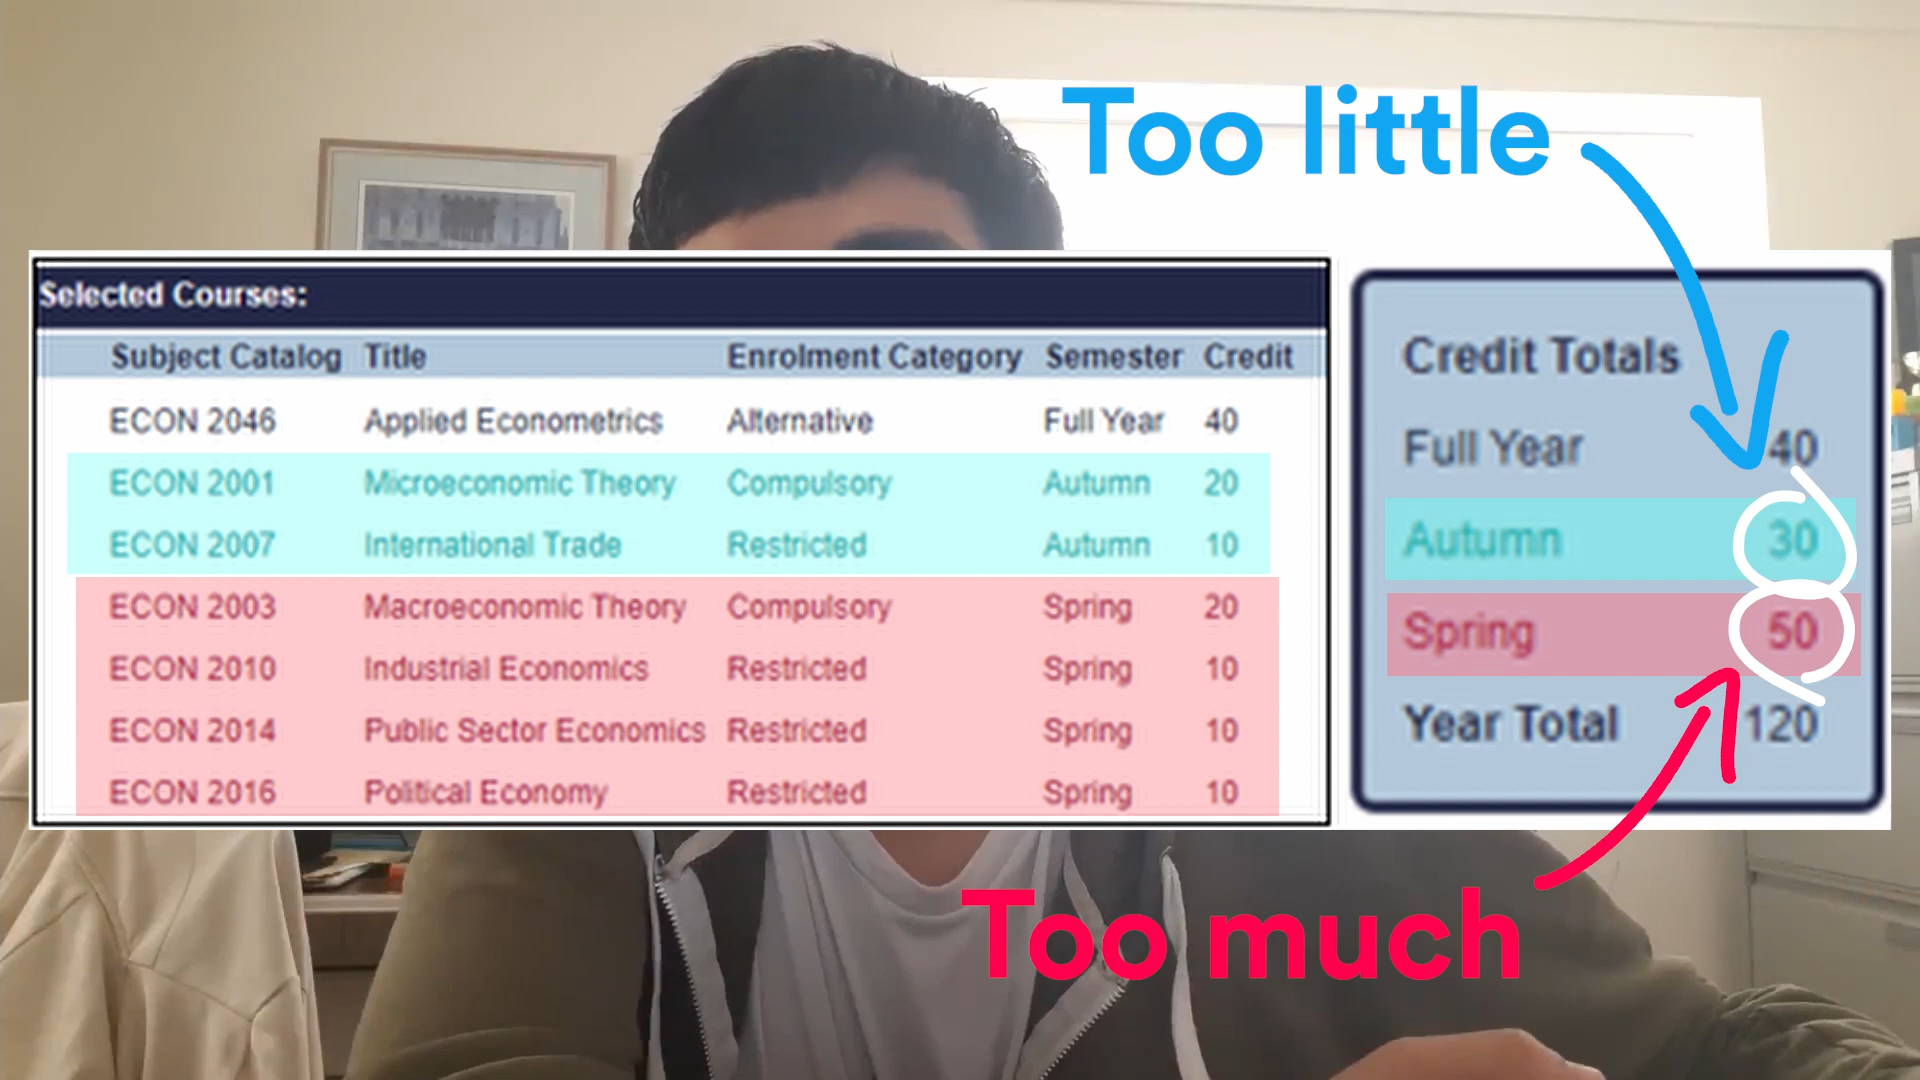 Too little
Selected Courses:
Subject Catalog Title Enrolment Category Semester Credit
ECON 2046 Applied Econometrics Alternative Full Year 40
ECON 2001 Microeconomic Theory Compulsory Autumn 20
ECON 2007 International Trade Restricted Autumn 10
ECON 2003 Macroeconomic Theory Compulsory Spring 20
ECON 2010 Industrial Economics Restricted Spring 10
ECON 2014 Public Sector Economics Restricted Spring 10
ECON 2016 Political Economy Restricted Spring 10
Credit Totals
Full Year 40
Autumn 30
Spring 50
Year Total 120
Too much